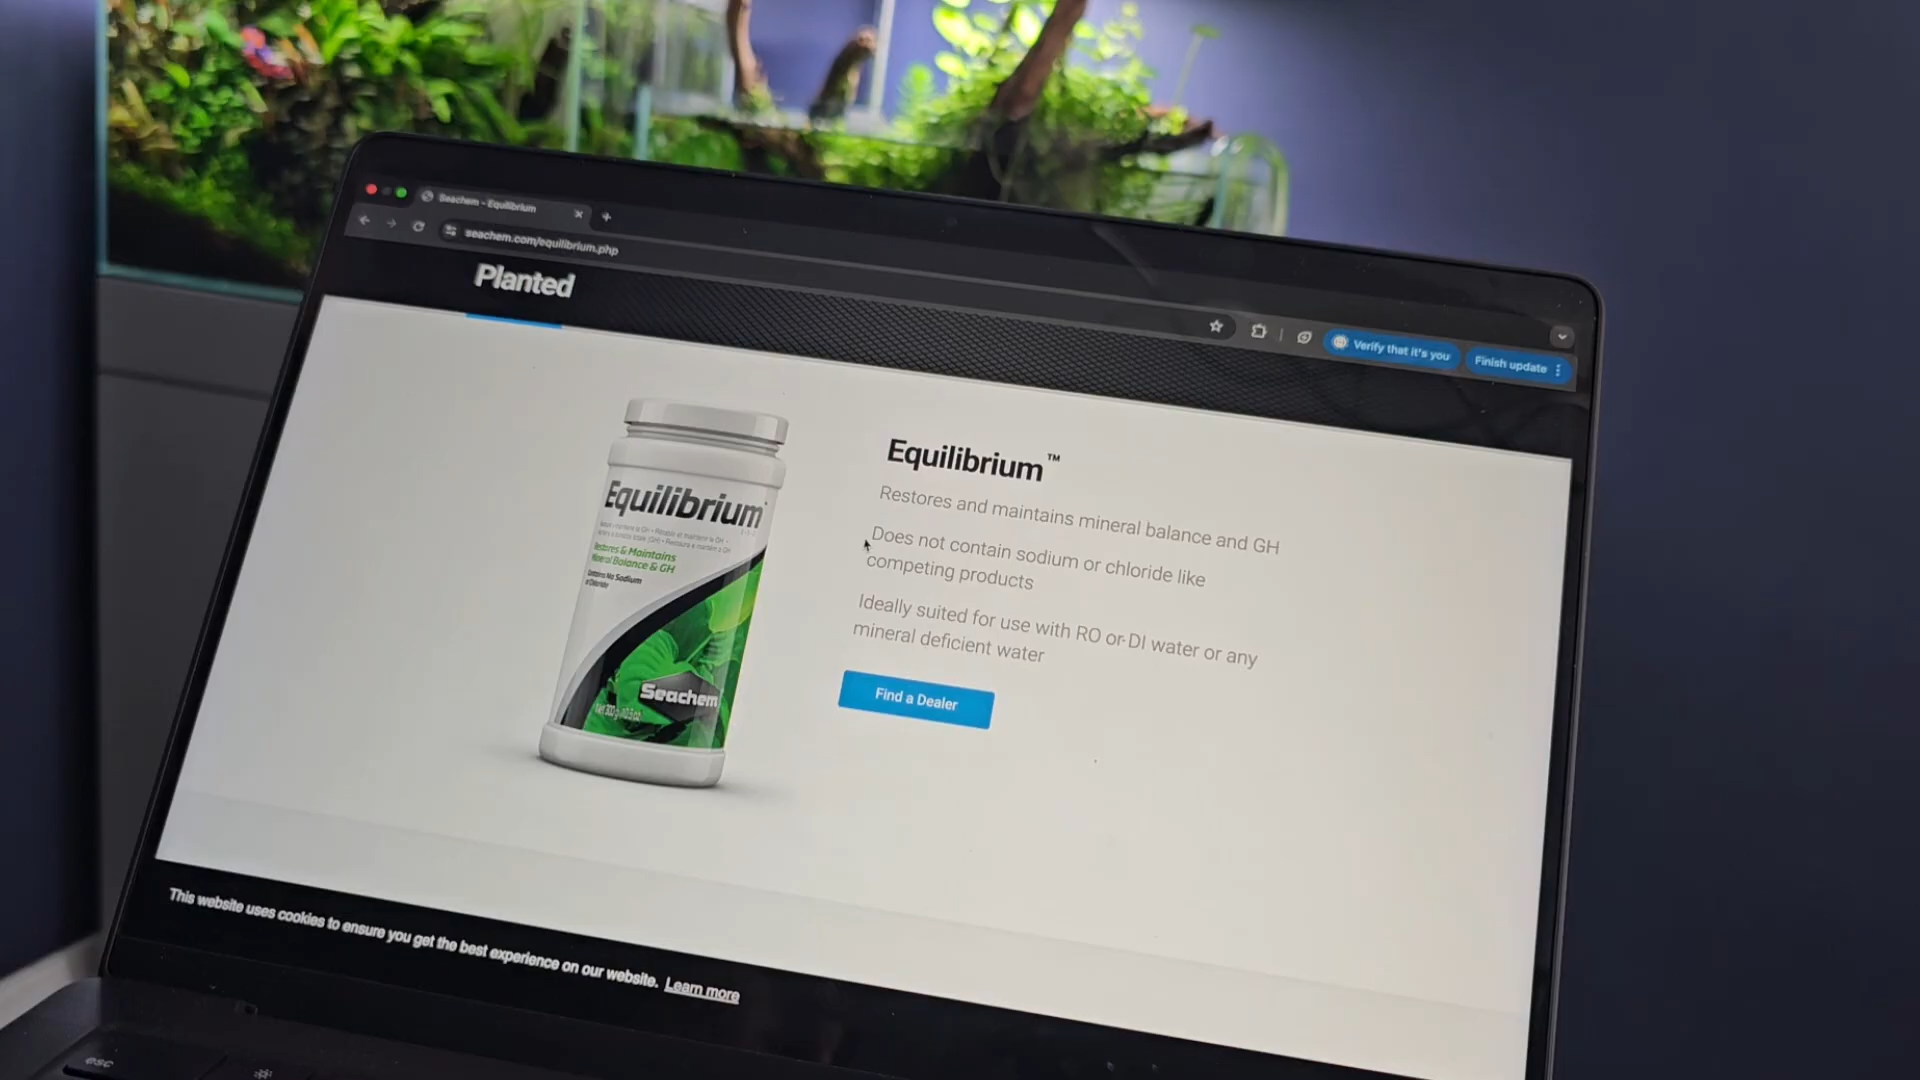 Seachem - Equilibrium
seachem.com/equilibrium.php
Verify that it's you
Finish update
Planted
Equilibrium
Restores & Maintains
Mineral Balance & GH
Contains No Sodium
or Chloride
Seachem
Equilibrium™
Restores and maintains mineral balance and GH
Does not contain sodium or chloride like
competing products
Ideally suited for use with RO or DI water or any
mineral deficient water
Find a Dealer
This website uses cookies to ensure you get the best experience on our website. Learn more
esc